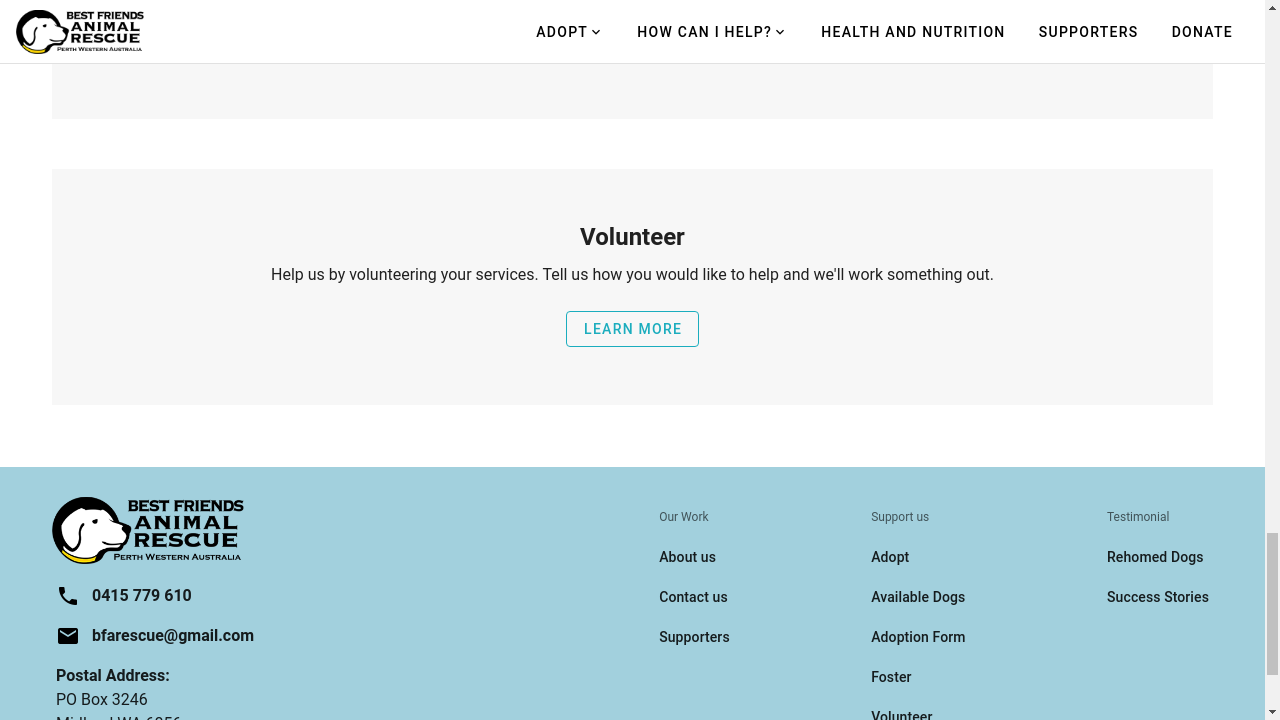 BEST FRIENDS
ANIMAL
RESCUE
PERTH WESTERN AUSTRALIA
ADOPT
HOW CAN I HELP?
HEALTH AND NUTRITION
SUPPORTERS
DONATE
Volunteer
Help us by volunteering your services. Tell us how you would like to help and we'll work something out.
LEARN MORE
BEST FRIENDS
ANIMAL
RESCUE
PERTH WESTERN AUSTRALIA
0415 779 610
bfarescue@gmail.com
Postal Address:
PO Box 3246
Midland WA 6056
Our Work
About us
Contact us
Supporters
Support us
Adopt
Available Dogs
Adoption Form
Foster
Volunteer
Testimonial
Rehomed Dogs
Success Stories